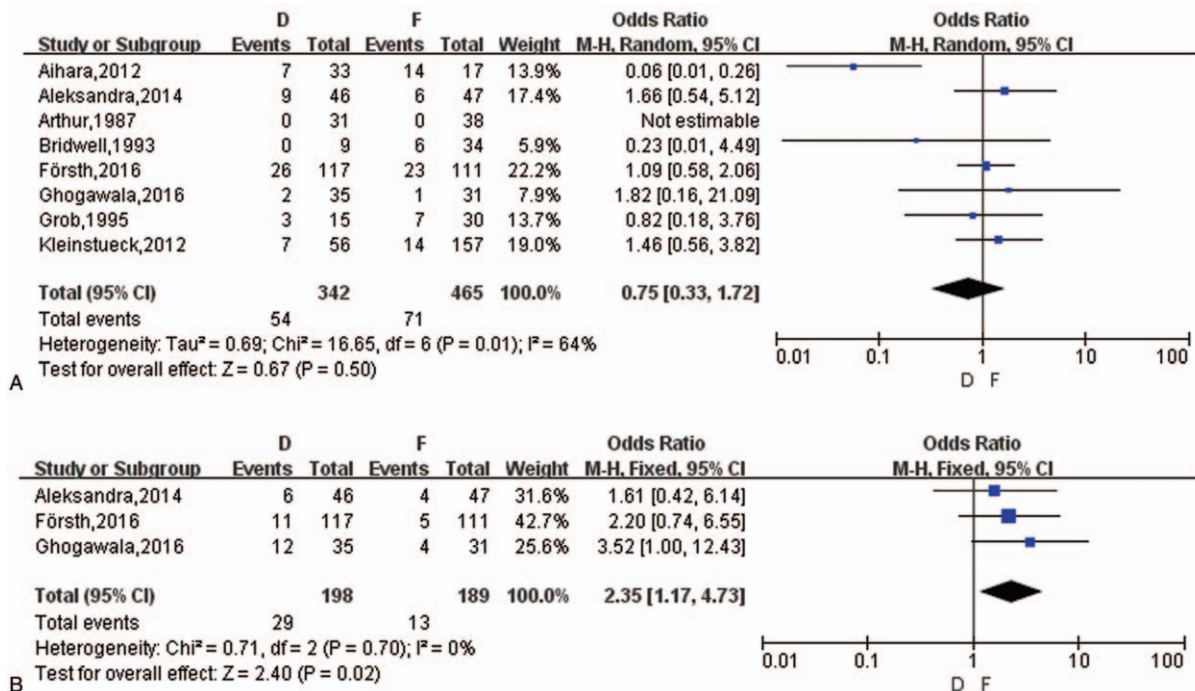 D F Odds Ratio Odds Ratio
Study or Subgroup Events Total Events Total Weight M-H, Random, 95% CI M-H, Random, 95% CI
Aihara,2012 7 33 14 17 13.9% 0.06 [0.01, 0.26]
Aleksandra,2014 9 46 6 47 17.4% 1.66 [0.54, 5.12]
Arthur,1987 0 31 0 38 Not estimable
Bridwell,1993 0 9 6 34 5.9% 0.23 [0.01, 4.49]
Försth,2016 26 117 23 111 22.2% 1.09 [0.58, 2.06]
Ghogawala,2016 2 35 1 31 7.9% 1.82 [0.16, 21.09]
Grob,1995 3 15 7 30 13.7% 0.82 [0.18, 3.76]
Kleinstueck,2012 7 56 14 157 19.0% 1.46 [0.56, 3.82]
Total (95% CI) 342 465 100.0% 0.75 [0.33, 1.72]
Total events 54 71
Heterogeneity: Tau² = 0.69; Chi² = 16.65, df = 6 (P = 0.01); I² = 64%
Test for overall effect: Z = 0.67 (P = 0.50)
0.01 0.1 1 10 100
D F
A
D F Odds Ratio Odds Ratio
Study or Subgroup Events Total Events Total Weight M-H, Fixed, 95% CI M-H, Fixed, 95% CI
Aleksandra,2014 6 46 4 47 31.6% 1.61 [0.42, 6.14]
Försth,2016 11 117 5 111 42.7% 2.20 [0.74, 6.55]
Ghogawala,2016 12 35 4 31 25.6% 3.52 [1.00, 12.43]
Total (95% CI) 198 189 100.0% 2.35 [1.17, 4.73]
Total events 29 13
Heterogeneity: Chi² = 0.71, df = 2 (P = 0.70); I² = 0%
Test for overall effect: Z = 2.40 (P = 0.02)
0.01 0.1 1 10 100
D F
B